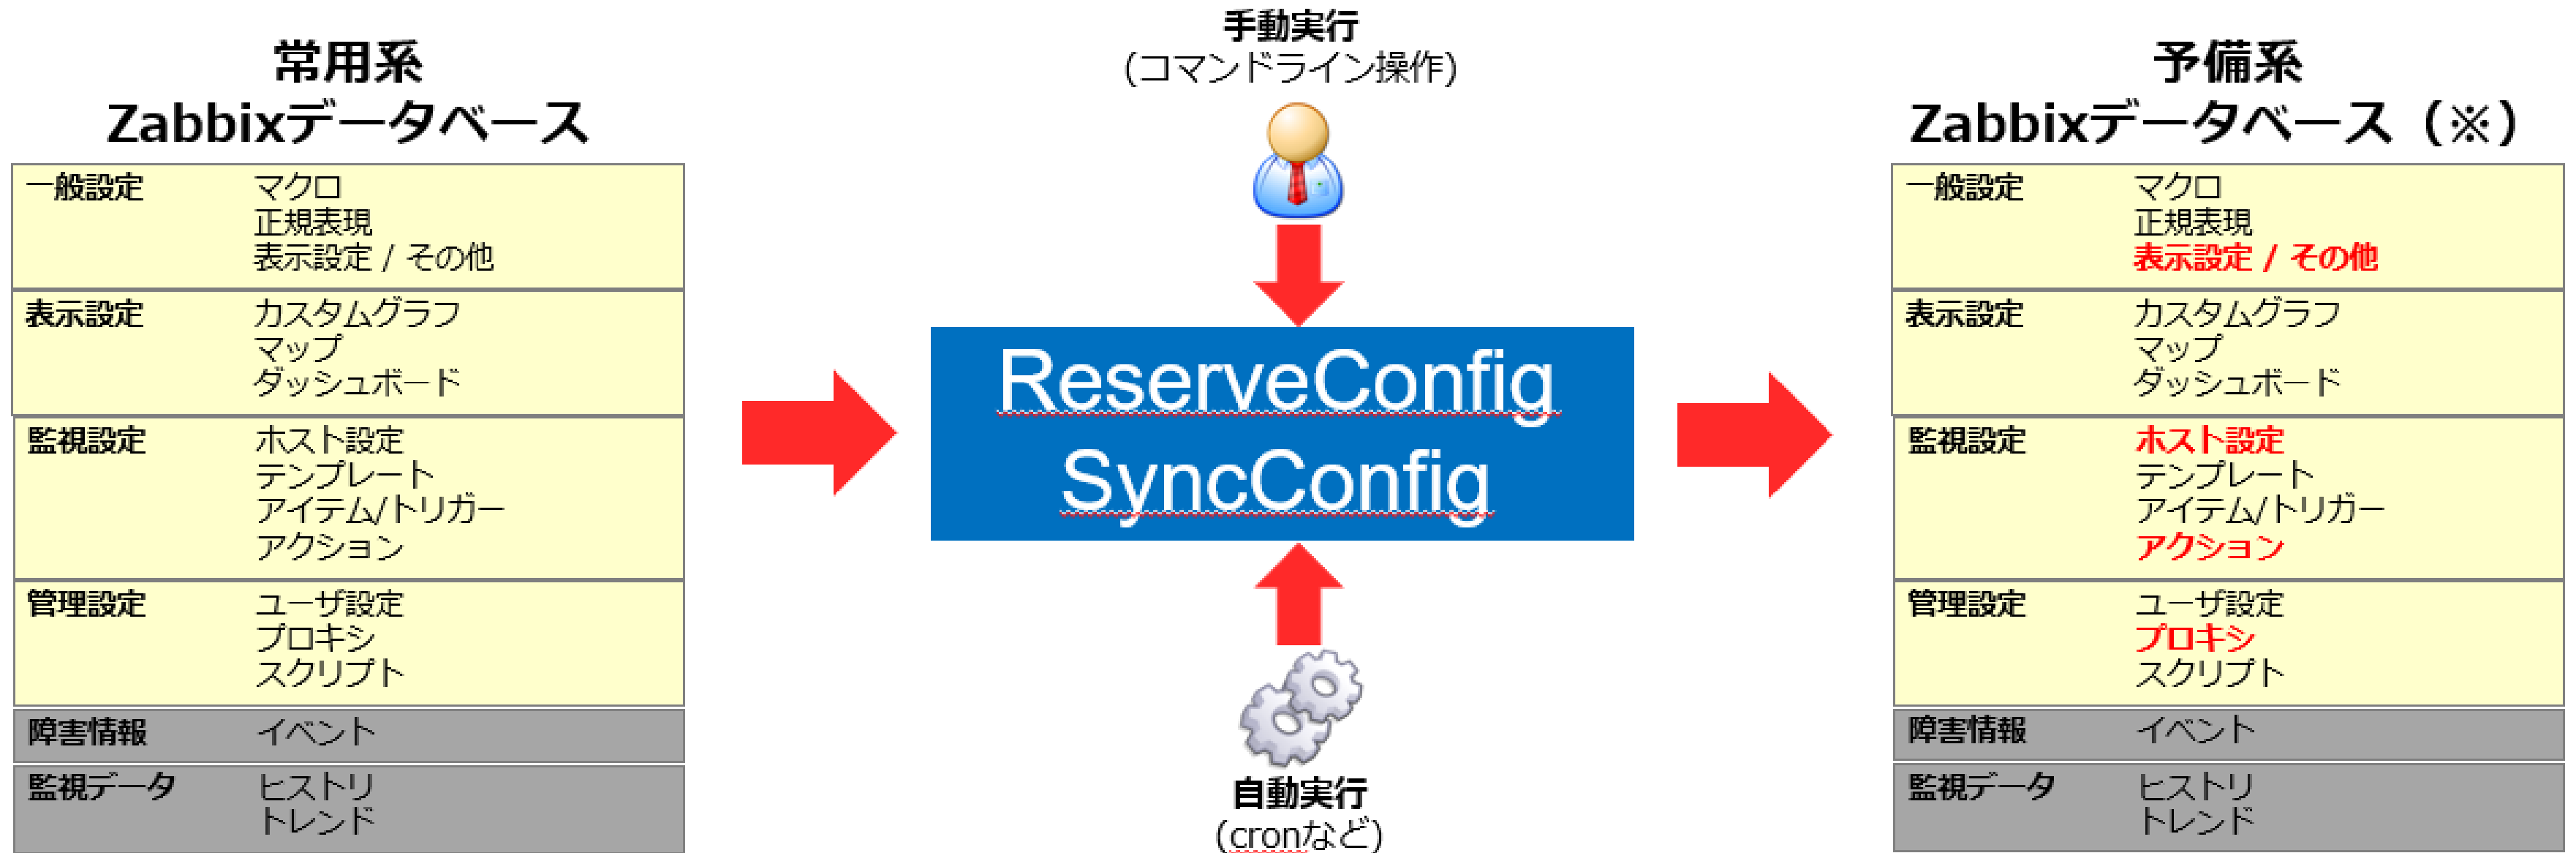 常用系
Zabbixデータベース
一般設定 マクロ
正規表現
表示設定 / その他
表示設定 カスタムグラフ
マップ
ダッシュボード
監視設定 ホスト設定
テンプレート
アイテム/トリガー
アクション
管理設定 ユーザ設定
プロキシ
スクリプト
障害情報 イベント
監視データ ヒストリ
トレンド
手動実行
(コマンドライン操作)
ReserveConfig
SyncConfig
自動実行
(cronなど)
予備系
Zabbixデータベース（※）
一般設定 マクロ
正規表現
表示設定 / その他
表示設定 カスタムグラフ
マップ
ダッシュボード
監視設定 ホスト設定
テンプレート
アイテム/トリガー
アクション
管理設定 ユーザ設定
プロキシ
スクリプト
障害情報 イベント
監視データ ヒストリ
トレンド